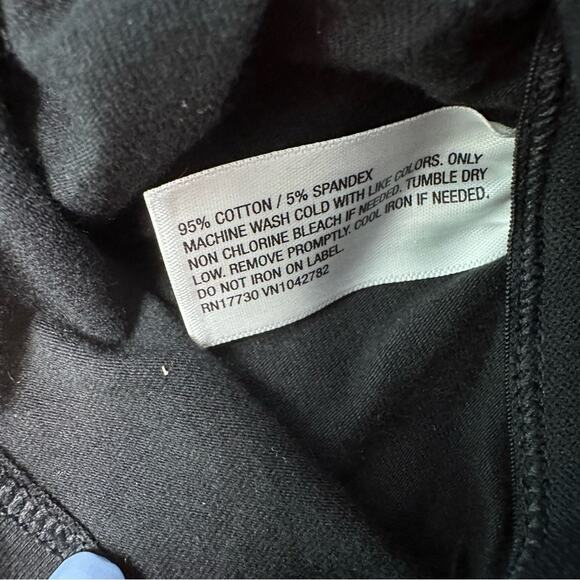 95% COTTON / 5% SPANDEX
MACHINE WASH COLD WITH LIKE COLORS. ONLY
NON CHLORINE BLEACH IF NEEDED. TUMBLE DRY
LOW. REMOVE PROMPTLY. COOL IRON IF NEEDED.
DO NOT IRON ON LABEL.
RN17730 VN1042782